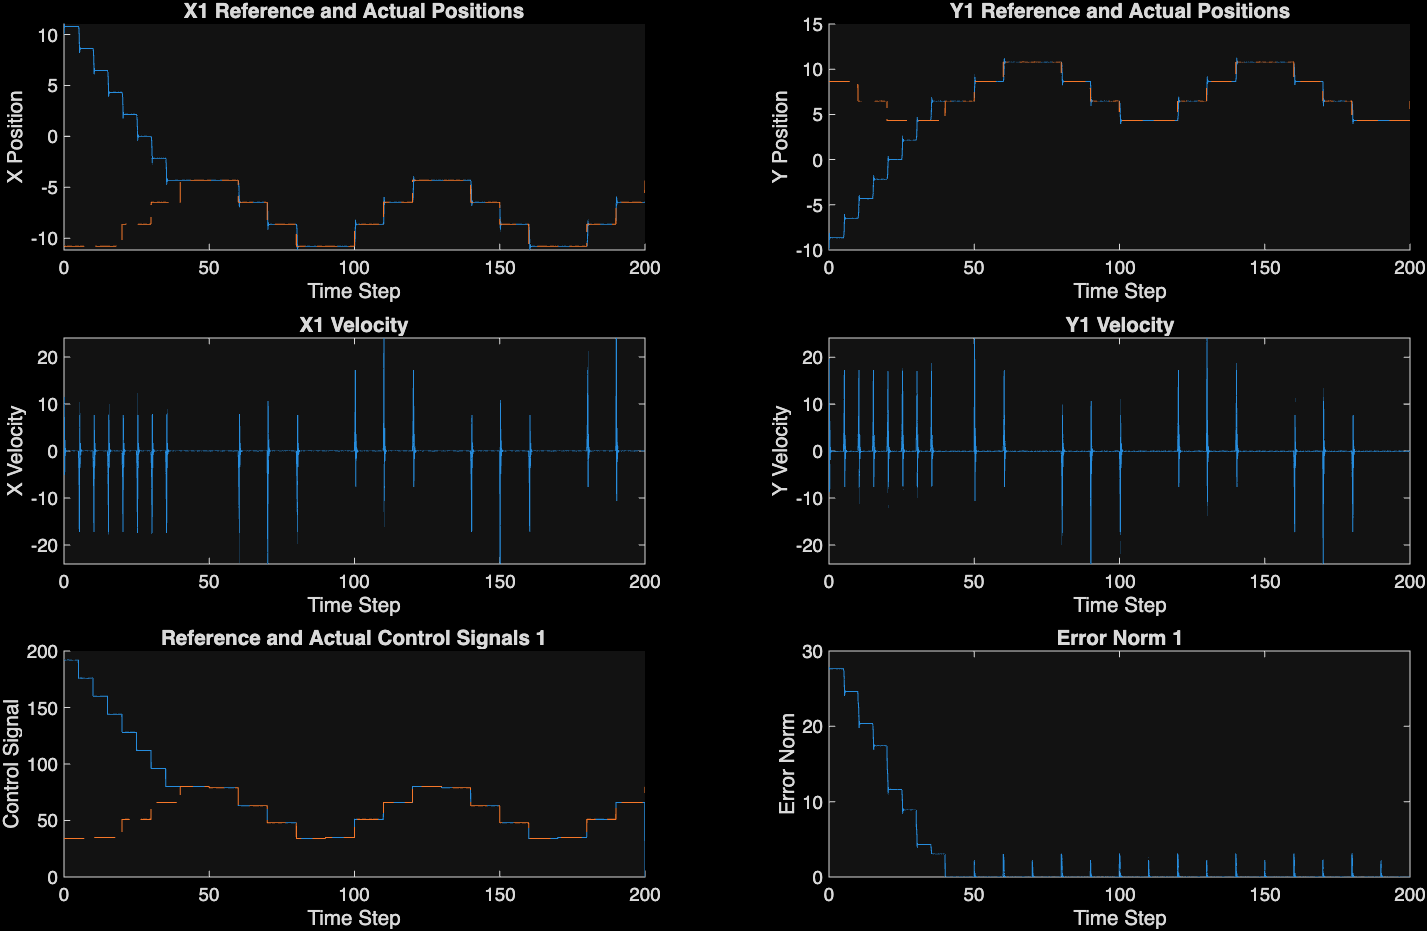 X1 Reference and Actual Positions
X Position
10
5
0
-5
-10
0 50 100 150 200
Time Step
Y1 Reference and Actual Positions
Y Position
15
10
5
0
-5
-10
0 50 100 150 200
Time Step
X1 Velocity
X Velocity
20
10
0
-10
-20
0 50 100 150 200
Time Step
Y1 Velocity
Y Velocity
20
10
0
-10
-20
0 50 100 150 200
Time Step
Reference and Actual Control Signals 1
Control Signal
200
150
100
50
0
0 50 100 150 200
Time Step
Error Norm 1
Error Norm
30
20
10
0
0 50 100 150 200
Time Step